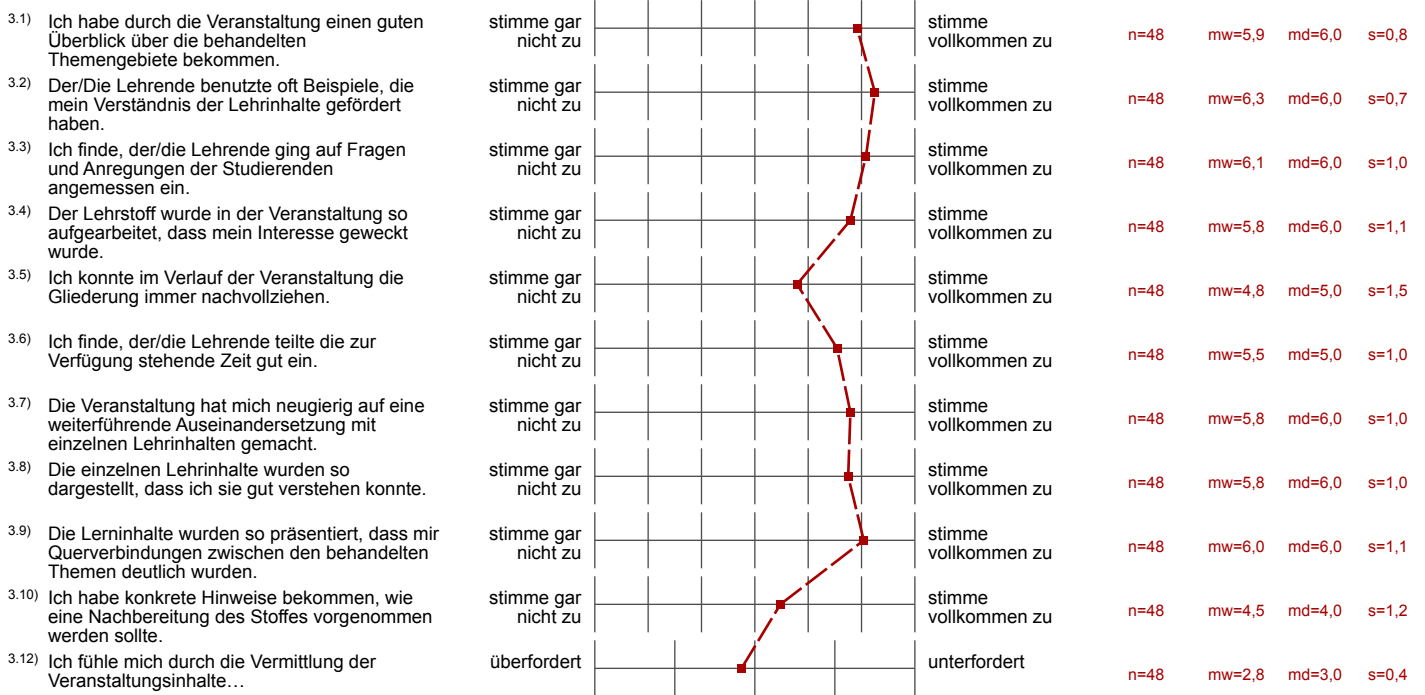 3.1) Ich habe durch die Veranstaltung einen guten stimme gar stimme
Überblick über die behandelten nicht zu vollkommen zu n=48 mw=5,9 md=6,0 s=0,8
Themengebiete bekommen.
3.2) Der/Die Lehrende benutzte oft Beispiele, die stimme gar stimme
mein Verständnis der Lehrinhalte gefördert nicht zu vollkommen zu n=48 mw=6,3 md=6,0 s=0,7
haben.
3.3) Ich finde, der/die Lehrende ging auf Fragen stimme gar stimme
und Anregungen der Studierenden nicht zu vollkommen zu n=48 mw=6,1 md=6,0 s=1,0
angemessen ein.
3.4) Der Lehrstoff wurde in der Veranstaltung so stimme gar stimme
aufgearbeitet, dass mein Interesse geweckt nicht zu vollkommen zu n=48 mw=5,8 md=6,0 s=1,1
wurde.
3.5) Ich konnte im Verlauf der Veranstaltung die stimme gar stimme
Gliederung immer nachvollziehen. nicht zu vollkommen zu n=48 mw=4,8 md=5,0 s=1,5
3.6) Ich finde, der/die Lehrende teilte die zur stimme gar stimme
Verfügung stehende Zeit gut ein. nicht zu vollkommen zu n=48 mw=5,5 md=5,0 s=1,0
3.7) Die Veranstaltung hat mich neugierig auf eine stimme gar stimme
weiterführende Auseinandersetzung mit nicht zu vollkommen zu n=48 mw=5,8 md=6,0 s=1,0
einzelnen Lehrinhalten gemacht.
3.8) Die einzelnen Lehrinhalte wurden so stimme gar stimme
dargestellt, dass ich sie gut verstehen konnte. nicht zu vollkommen zu n=48 mw=5,8 md=6,0 s=1,0
3.9) Die Lerninhalte wurden so präsentiert, dass mir stimme gar stimme
Querverbindungen zwischen den behandelten nicht zu vollkommen zu n=48 mw=6,0 md=6,0 s=1,1
Themen deutlich wurden.
3.10) Ich habe konkrete Hinweise bekommen, wie stimme gar stimme
eine Nachbereitung des Stoffes vorgenommen nicht zu vollkommen zu n=48 mw=4,5 md=4,0 s=1,2
werden sollte.
3.12) Ich fühle mich durch die Vermittlung der überfordert unterfordert
Veranstaltungsinhalte… n=48 mw=2,8 md=3,0 s=0,4